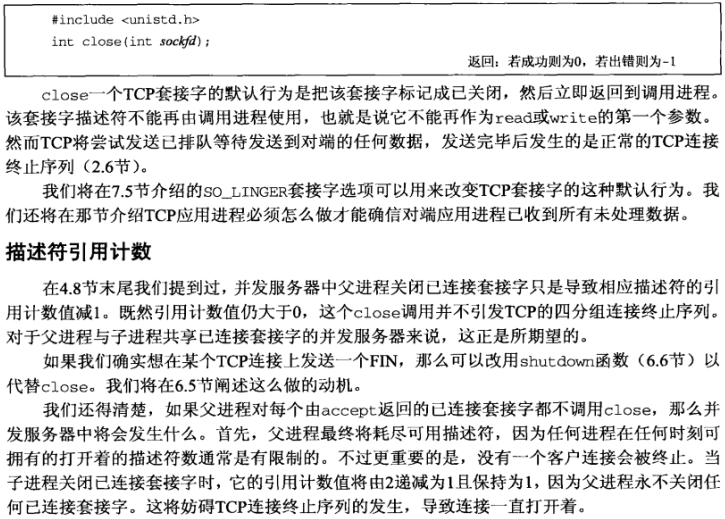 #include <unistd.h>
int close(int sockfd);
返回：若成功则为0，若出错则为-1
close一个TCP套接字的默认行为是把该套接字标记成已关闭，然后立即返回到调用进程。
该套接字描述符不能再由调用进程使用，也就是说它不能再作为read或write的第一个参数。
然而TCP将尝试发送已排队等待发送到对端的任何数据，发送完毕后发生的是正常的TCP连接
终止序列（2.6节）。
我们将在7.5节介绍的SO_LINGER套接字选项可以用来改变TCP套接字的这种默认行为。我
们还将在那节介绍TCP应用进程必须怎么做才能确信对端应用进程已收到所有未处理数据。
描述符引用计数
在4.8节末尾我们提到过，并发服务器中父进程关闭已连接套接字只是导致相应描述符的引
用计数值减1。既然引用计数值仍大于0，这个close调用并不引发TCP的四分组连接终止序列。
对于父进程与子进程共享已连接套接字的并发服务器来说，这正是所期望的。
如果我们确实想在某个TCP连接上发送一个FIN，那么可以改用shutdown函数（6.6节）以
代替close。我们将在6.5节阐述这么做的动机。
我们还得清楚，如果父进程对每个由accept返回的已连接套接字都不调用close，那么并
发服务器中将会发生什么。首先，父进程最终将耗尽可用描述符，因为任何进程在任何时刻可
拥有的打开着的描述符数通常是有限制的。不过更重要的是，没有一个客户连接会被终止。当
子进程关闭已连接套接字时，它的引用计数值将由2递减为1且保持为1，因为父进程永不关闭任
何已连接套接字。这将妨碍TCP连接终止序列的发生，导致连接一直打开着。